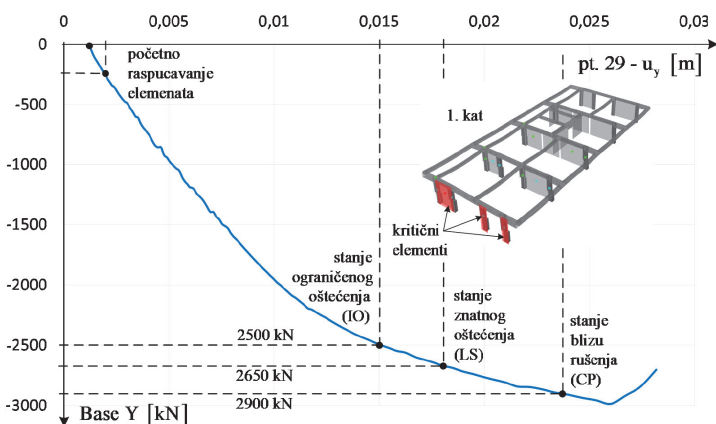 0 0,005 0,01 0,015 0,02 0,025 0,03
pt. 29 - u_y [m]
0
-500
-1000
-1500
-2000
-2500
-3000
početno
raspucavanje
elemenata
1. kat
kritični
elementi
stanje
ograničenog
oštećenja
(IO)
stanje
znatnog
oštećenja
(LS)
stanje
blizu
rušenja
(CP)
2500 kN
2650 kN
2900 kN
Base Y [kN]